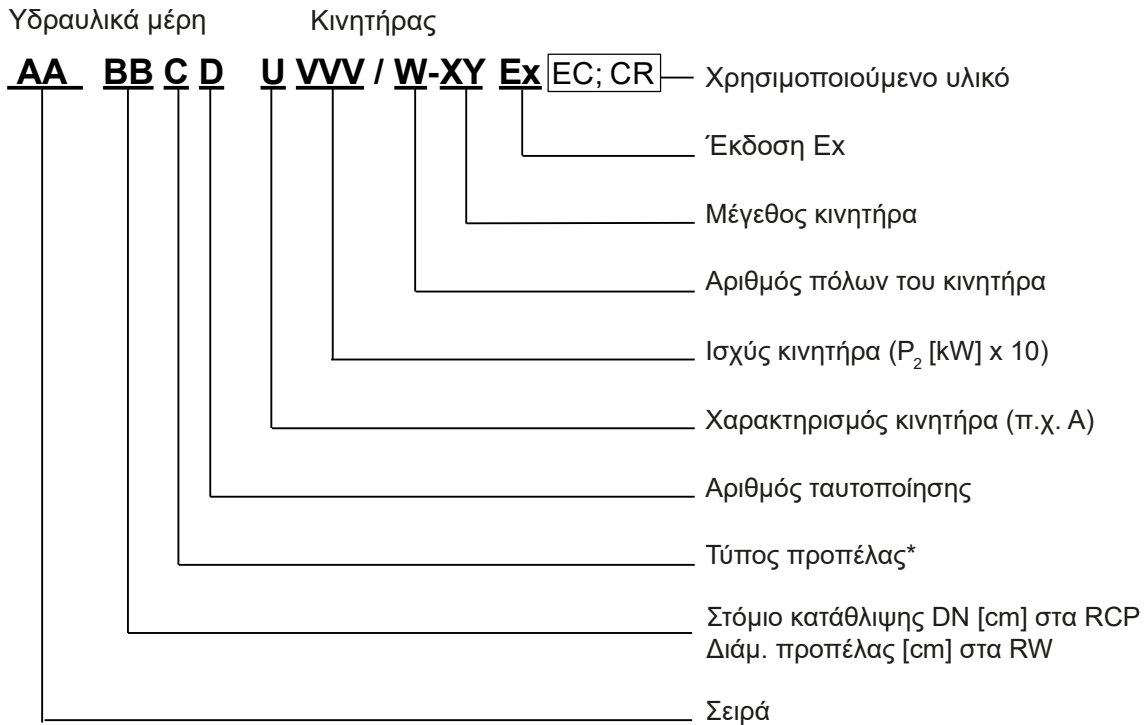 Υδραυλικά μέρη Κινητήρας
AA BB C D U VVV / W-XY Ex EC; CR Χρησιμοποιούμενο υλικό
Έκδοση Ex
Μέγεθος κινητήρα
Αριθμός πόλων του κινητήρα
Ισχύς κινητήρα (P₂ [kW] x 10)
Χαρακτηρισμός κινητήρα (π.χ. A)
Αριθμός ταυτοποίησης
Τύπος προπέλας*
Στόμιο κατάθλιψης DN [cm] στα RCP
Διάμ. προπέλας [cm] στα RW
Σειρά